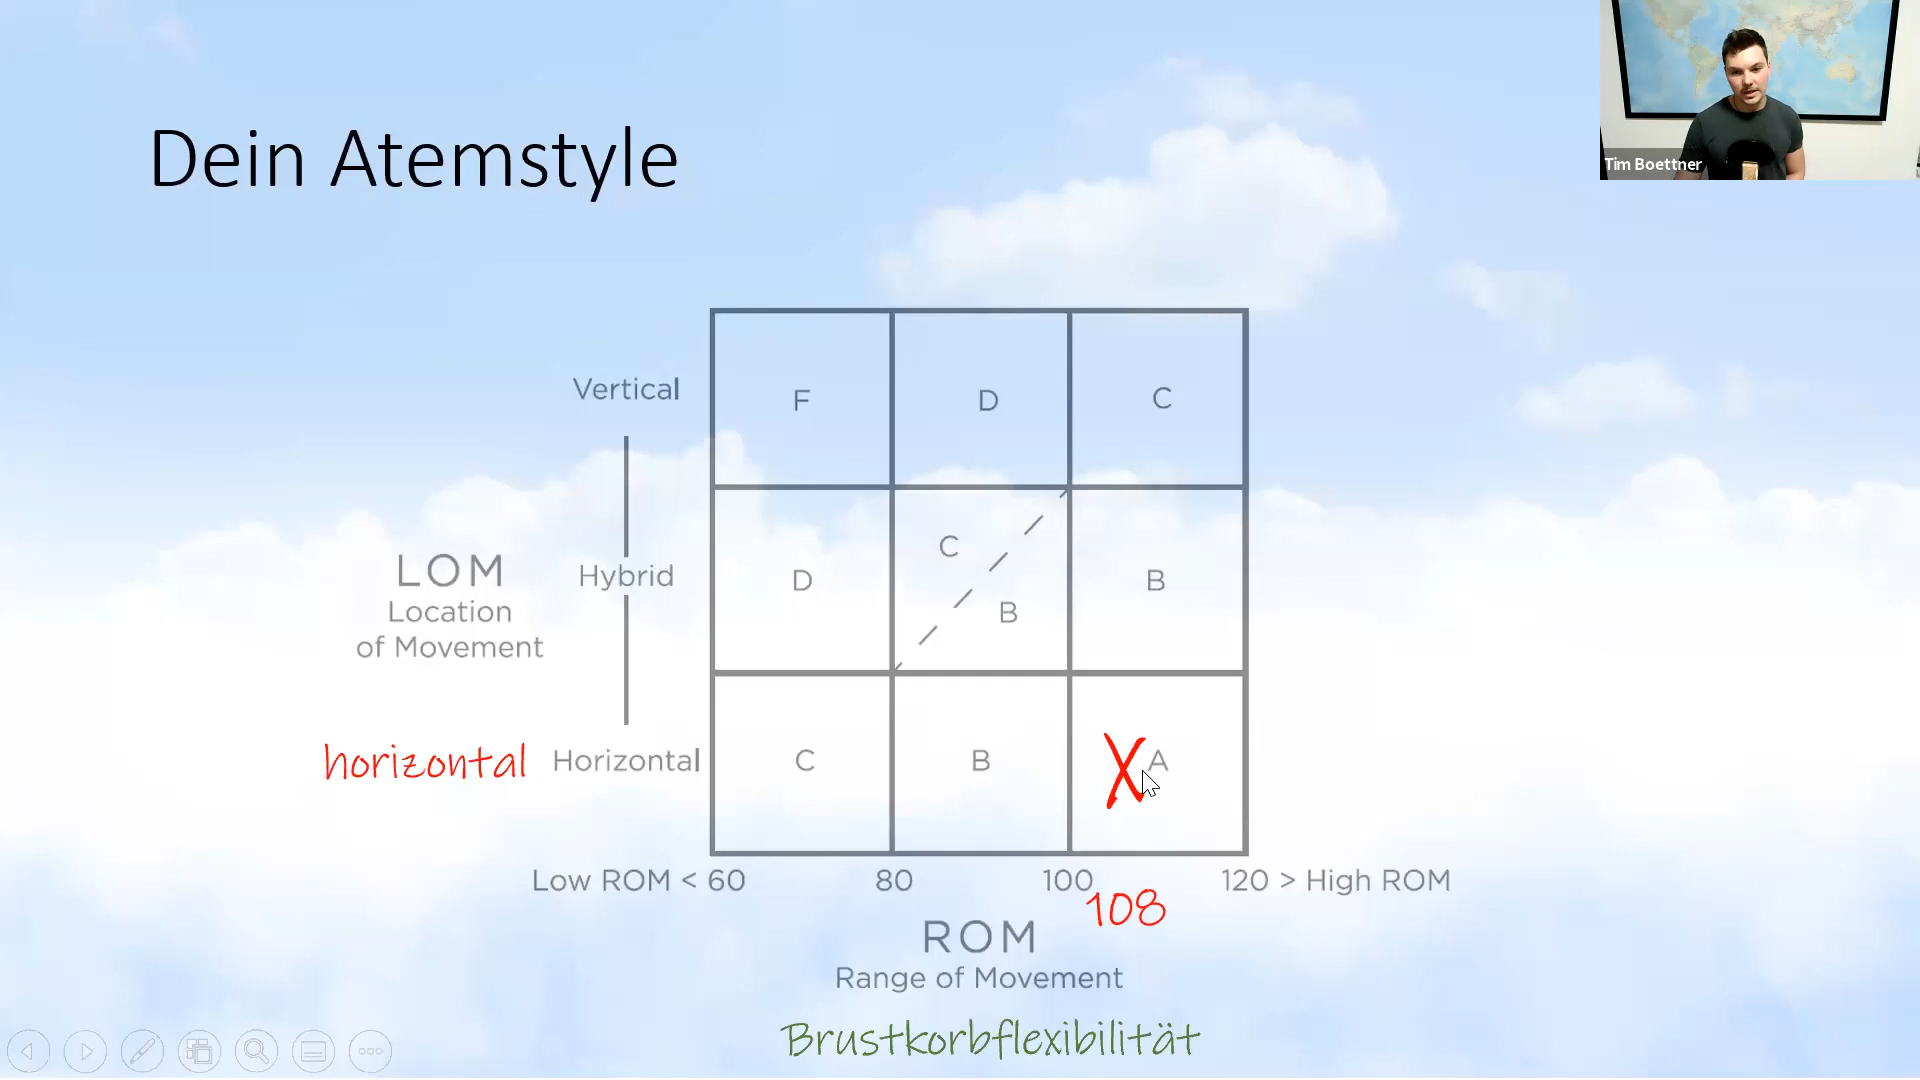 Tim Boettner
Dein Atemstyle
Vertical
F
D
C
LOM
Location
of Movement
Hybrid
D
C
B
B
horizontal
Horizontal
C
B
X
A
Low ROM < 60
80
100
120 > High ROM
108
ROM
Range of Movement
Brustkorbflexibilität